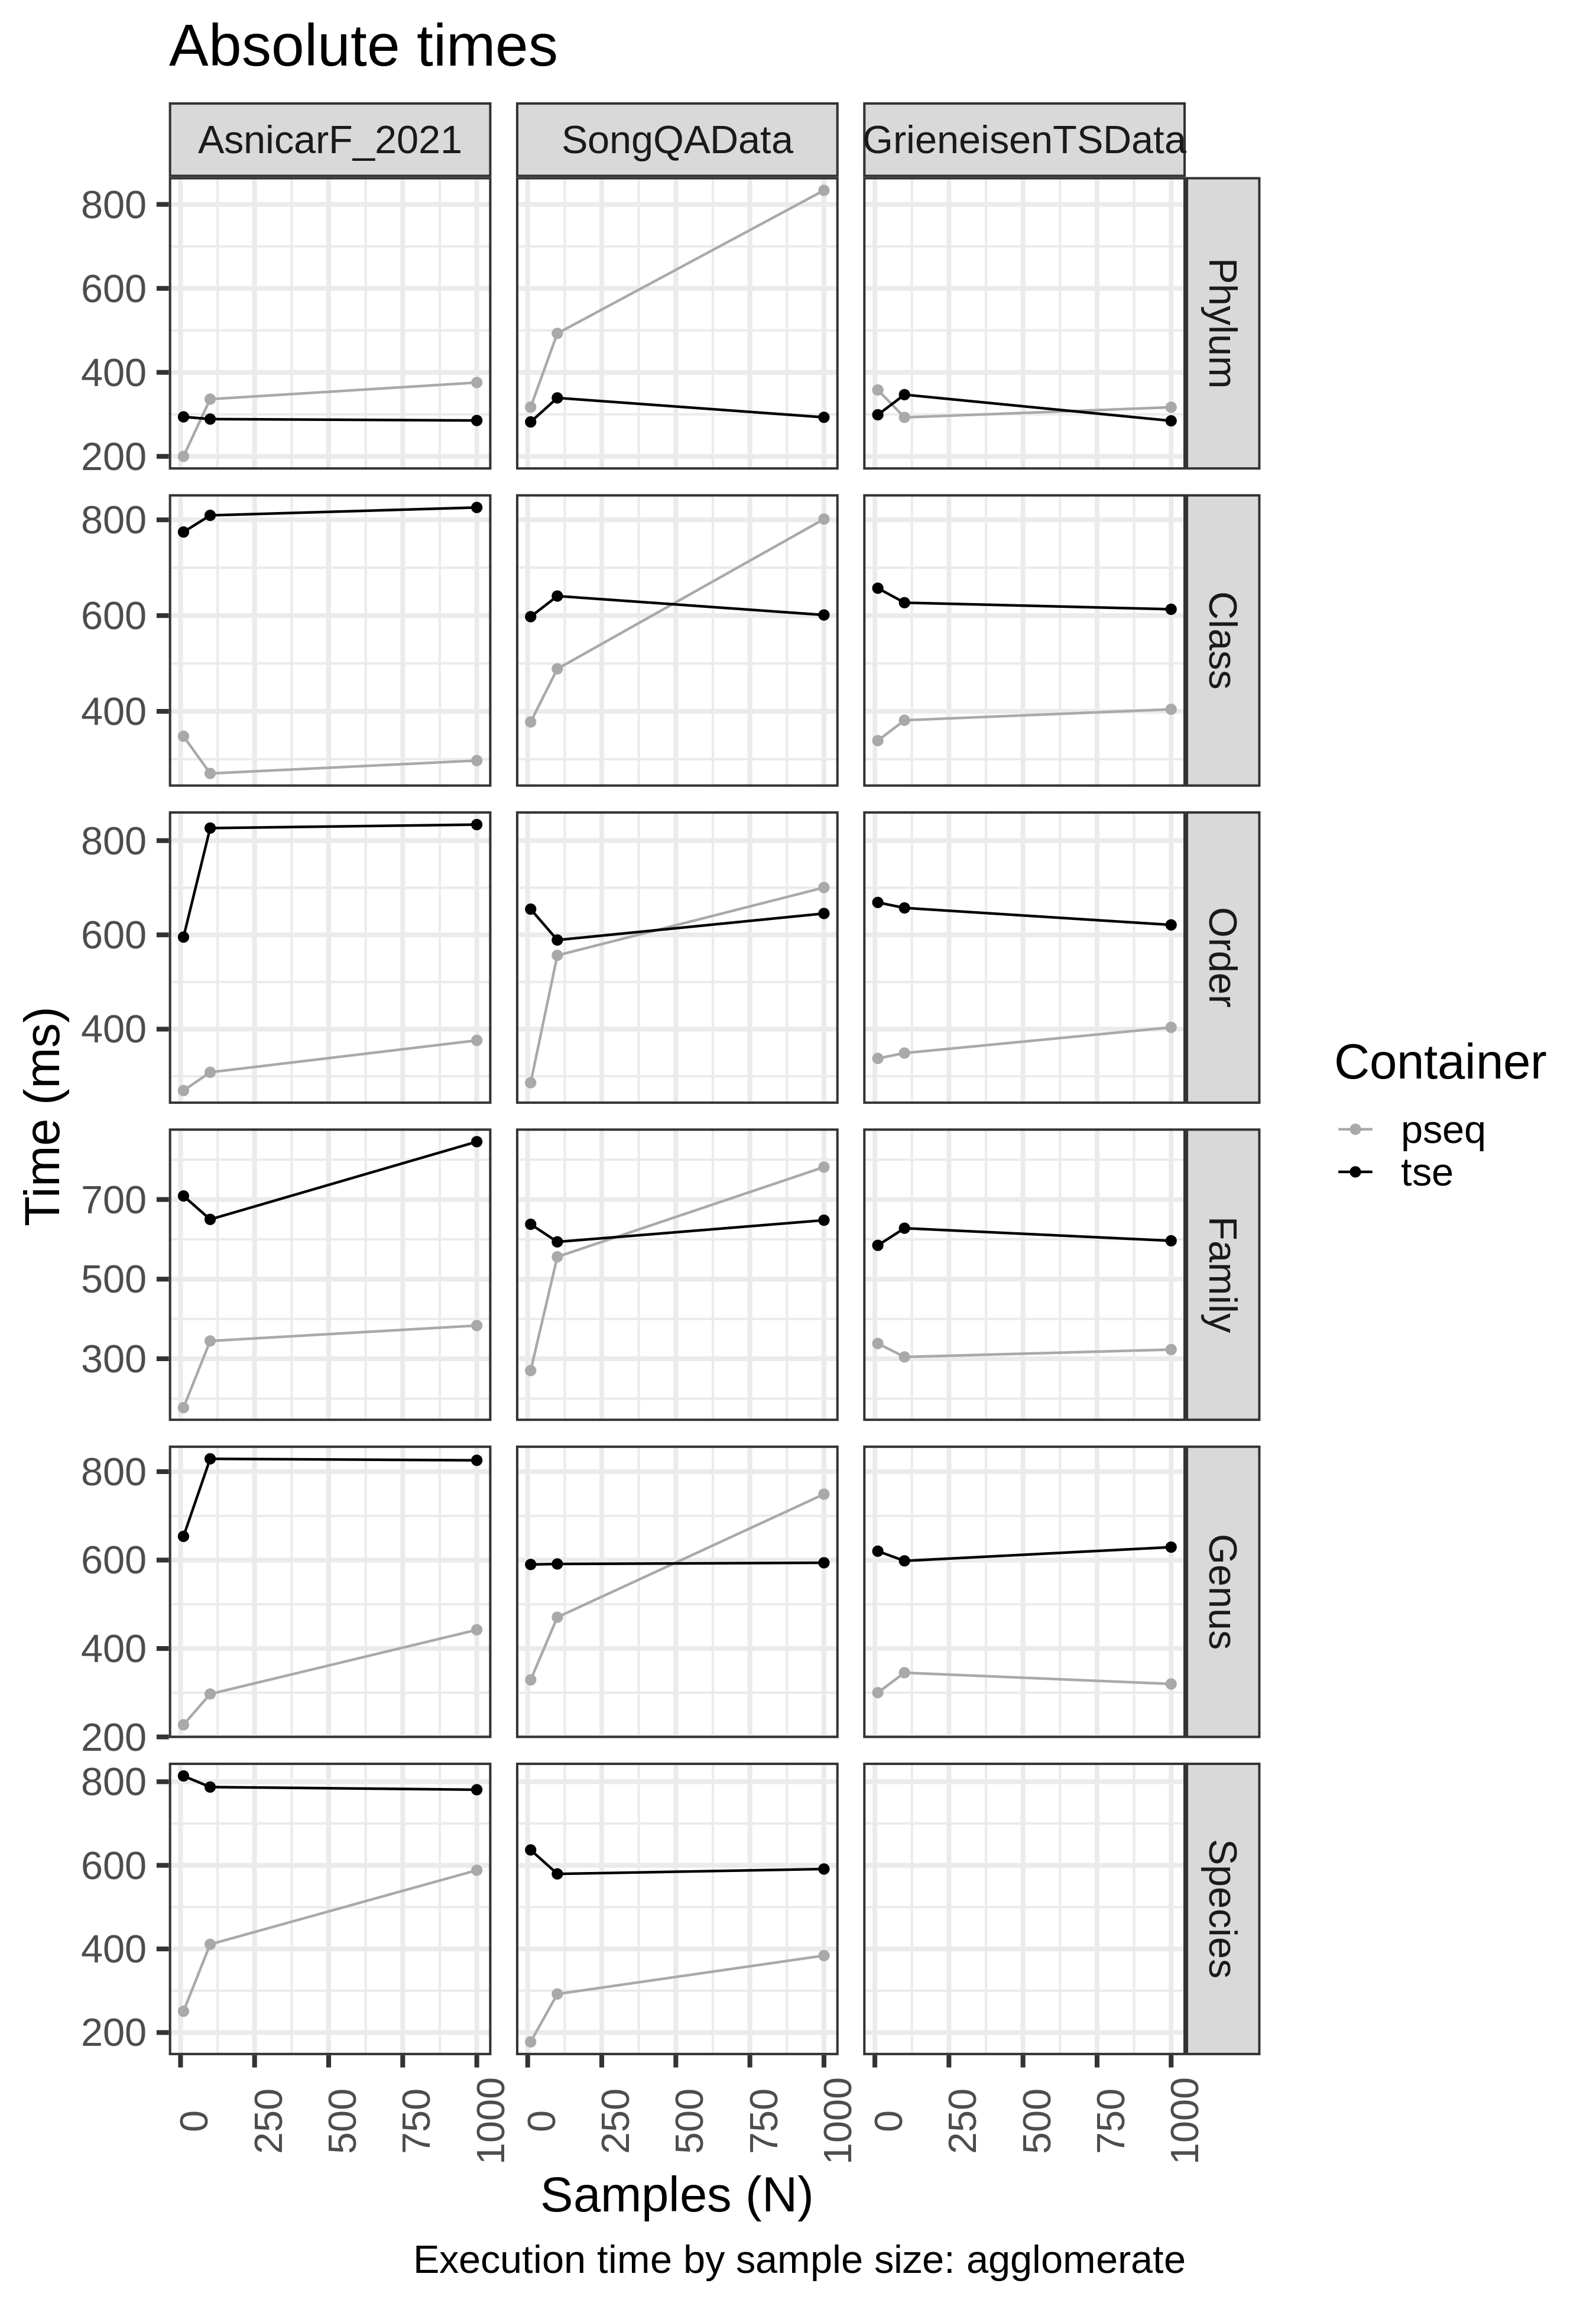 Absolute times
AsnicarF_2021
SongQAData
GrieneisenTSData
800
600
400
200
Phylum
800
600
400
Class
800
600
400
Order
700
500
300
Family
800
600
400
200
Genus
800
600
400
200
Species
Time (ms)
0 250 500 750 1000
0 250 500 750 1000
0 250 500 750 1000
Samples (N)
Execution time by sample size: agglomerate
Container
pseq
tse